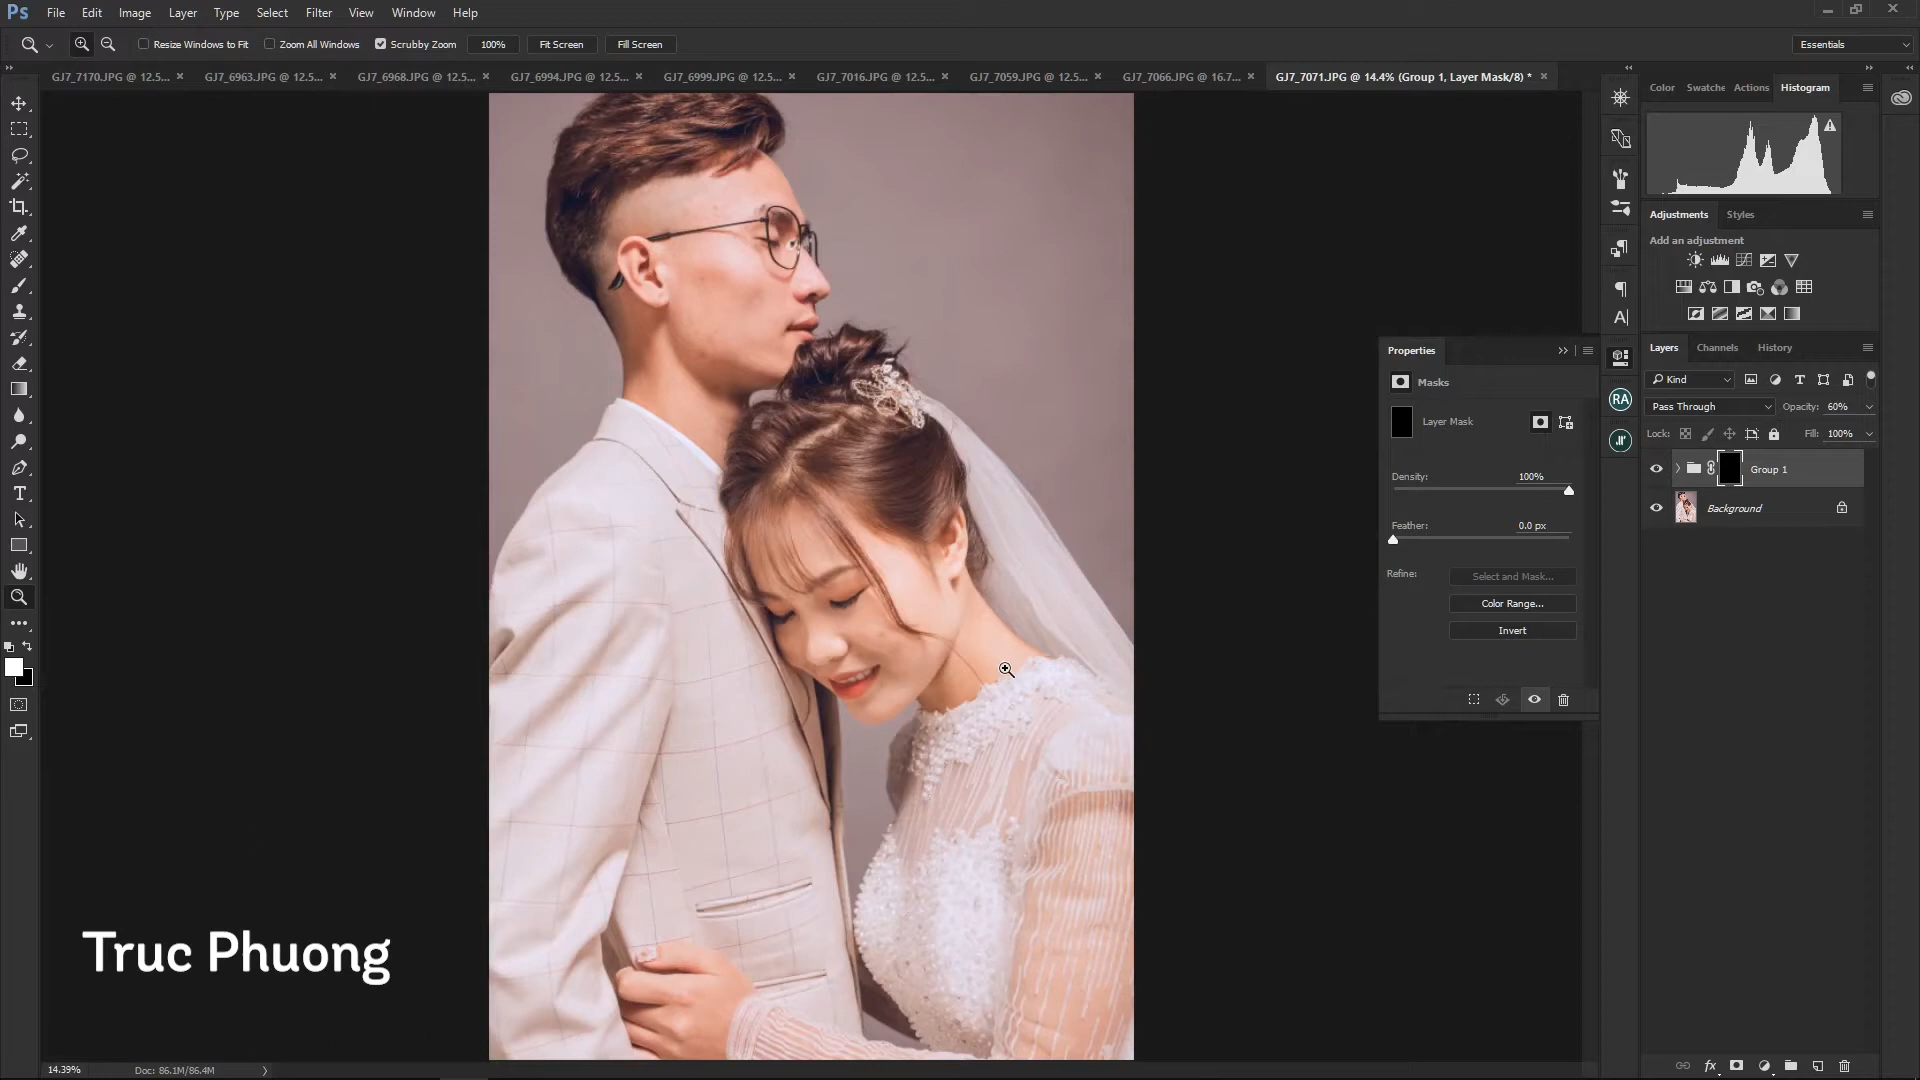 Ps File Edit Image Layer Type Select Filter View Window Help
Resize Windows to Fit Zoom All Windows Scrubby Zoom 100% Fit Screen Fill Screen Essentials
GJ7_7170.JPG @ 12.5... GJ7_6963.JPG @ 12.5... GJ7_6968.JPG @ 12.5... GJ7_6994.JPG @ 12.5... GJ7_6999.JPG @ 12.5... GJ7_7016.JPG @ 12.5... GJ7_7059.JPG @ 12.5... GJ7_7066.JPG @ 16.7... GJ7_7071.JPG @ 14.4% (Group 1, Layer Mask/8) *
Color Swatche Actions Histogram
Adjustments Styles
Add an adjustment
Layers Channels History
Kind
Pass Through Opacity: 60%
Lock: Fill: 100%
Group 1
Background
Properties
Masks
Layer Mask
Density: 100%
Feather: 0.0 px
Refine: Select and Mask...
Color Range...
Invert
RA
Truc Phuong
14.39% Doc: 86.1M/86.4M
fx